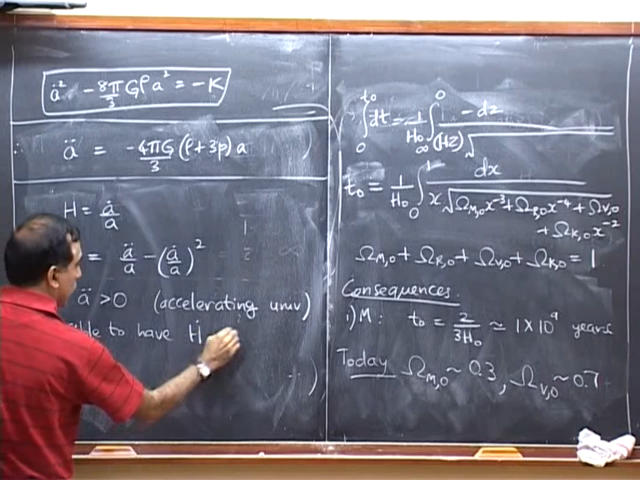 ȧ² - 8π/3 Gρ a² = -K
∴ ä = -4πG/3 (ρ+3p) a
H = ȧ/a
= ä/a - (ȧ/a)²
ä > 0 (accelerating univ)
to have Ḣ
∫₀^t₀ dt = 1/H₀ ∫_∞^0 -dz / (1+z)√
t₀ = 1/H₀ ∫₀^1 dx / x√(Ω_M,0 x⁻³ + Ω_R,0 x⁻⁴ + Ω_V,0 + Ω_K,0 x⁻²)
Ω_M,0 + Ω_R,0 + Ω_V,0 + Ω_K,0 = 1
Consequences.
i) M: t₀ = 2/3H₀ ≃ 1×10⁹ years
Today Ω_M,0 ~ 0.3, Ω_V,0 ~ 0.7